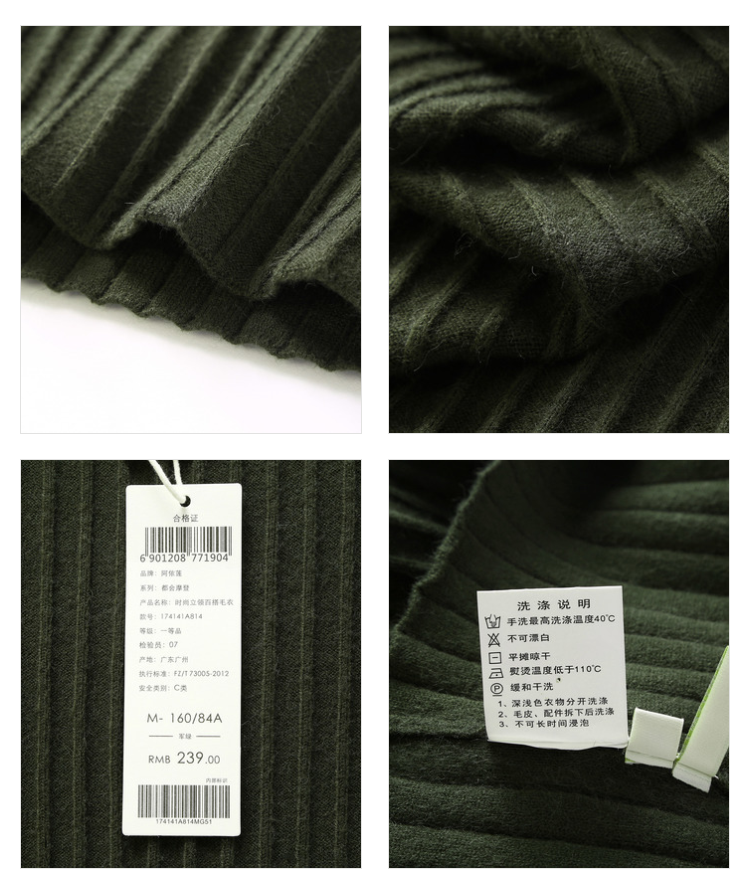 合格证
6 901208 771904
品牌：阿依莲
系列：都会摩登
产品名称：时尚立领百搭毛衣
款号：174141A814
等级：一等品
检验员：07
产地：广东广州
执行标准：FZ/T 73005-2012
安全类别：C类
M- 160/84A
军绿
RMB 239.00
内部标识
174141A814MG51
洗涤说明
手洗最高洗涤温度40℃
不可漂白
平摊晾干
熨烫温度低于110℃
P
缓和干洗
1、深浅色衣物分开洗涤
2、毛皮、配件拆下后洗涤
3、不可长时间浸泡